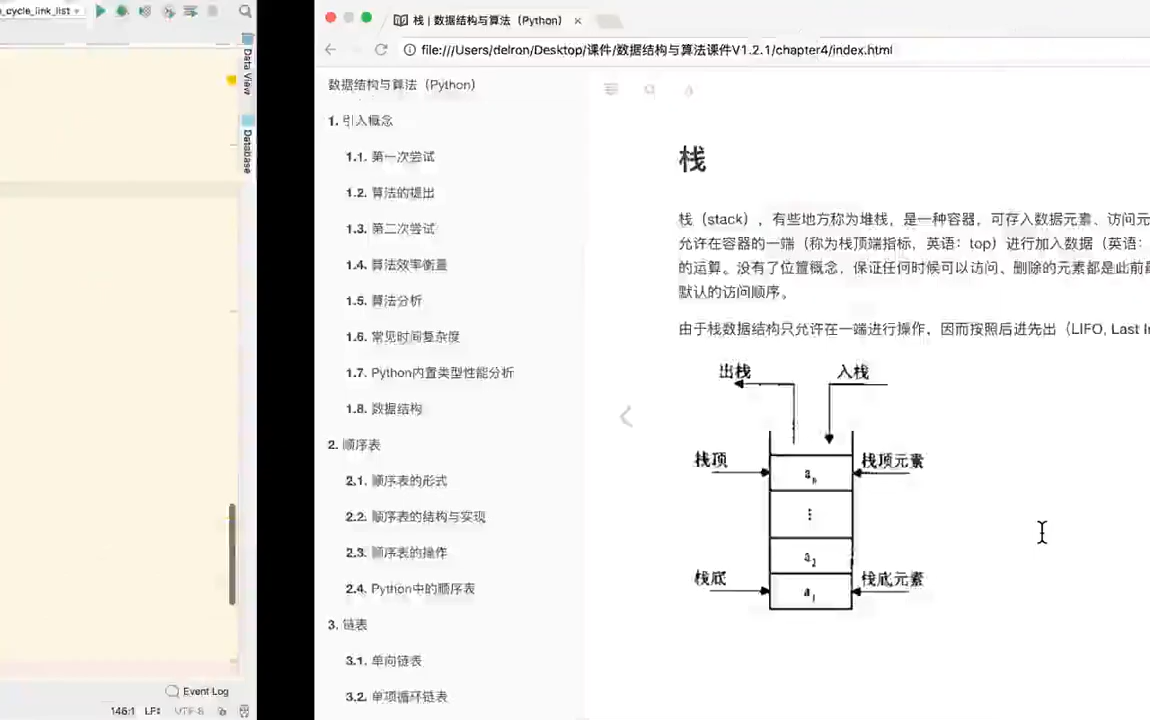 _cycle_link_list
Data View
Database
Event Log
146:1 LF÷ UTF-8
栈 | 数据结构与算法（Python）
file:///Users/delron/Desktop/课件/数据结构与算法课件V1.2.1/chapter4/index.html
数据结构与算法（Python）
1. 引入概念
1.1. 第一次尝试
1.2. 算法的提出
1.3. 第二次尝试
1.4. 算法效率衡量
1.5. 算法分析
1.6. 常见时间复杂度
1.7. Python内置类型性能分析
1.8. 数据结构
2. 顺序表
2.1. 顺序表的形式
2.2. 顺序表的结构与实现
2.3. 顺序表的操作
2.4. Python中的顺序表
3. 链表
3.1. 单向链表
3.2. 单项循环链表
栈
栈（stack），有些地方称为堆栈，是一种容器，可存入数据元素、访问元
允许在容器的一端（称为栈顶端指标，英语：top）进行加入数据（英语：
的运算。没有了位置概念，保证任何时候可以访问、删除的元素都是此前最
默认的访问顺序。
由于栈数据结构只允许在一端进行操作，因而按照后进先出（LIFO, Last In
出栈 入栈
栈顶 aₙ 栈顶元素
⋮
a₂
栈底 a₁ 栈底元素